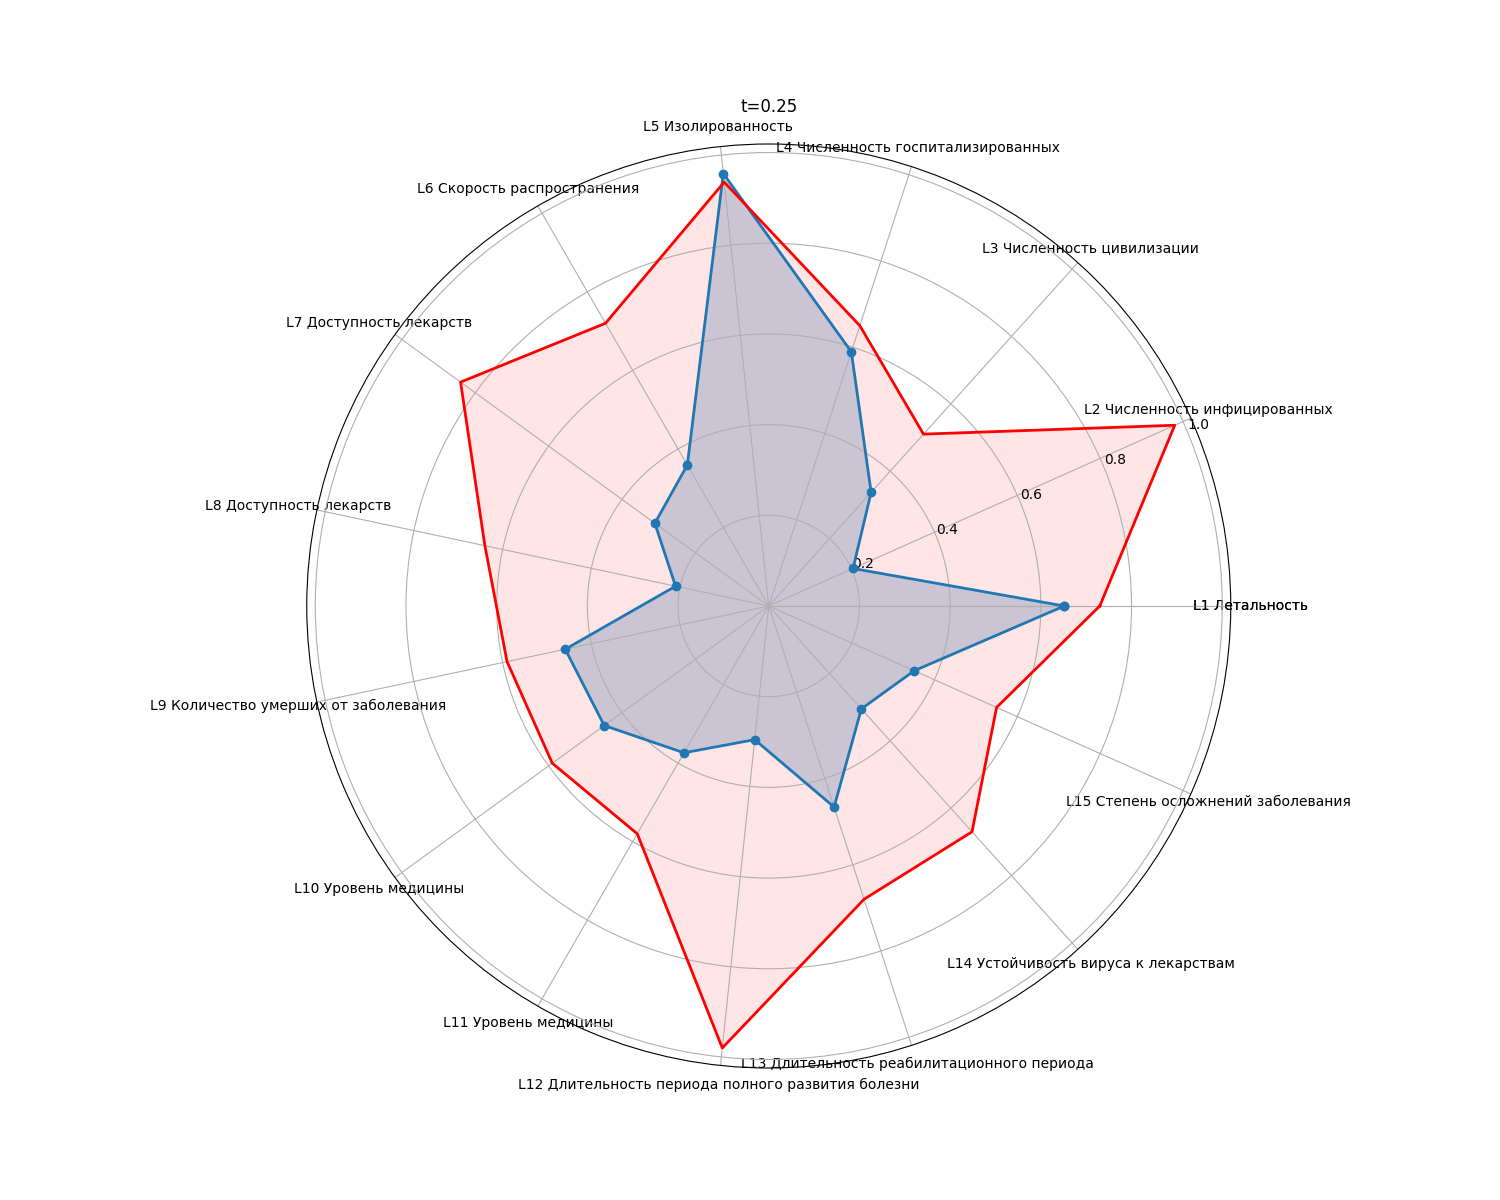 t=0.25
L5 Изолированность
L4 Численность госпитализированных
L6 Скорость распространения
L3 Численность цивилизации
L7 Доступность лекарств
L2 Численность инфицированных
1.0
0.8
0.6
L8 Доступность лекарств
0.4
0.2
L1 Летальность
L9 Количество умерших от заболевания
L15 Степень осложнений заболевания
L10 Уровень медицины
L14 Устойчивость вируса к лекарствам
L11 Уровень медицины
L13 Длительность реабилитационного периода
L12 Длительность периода полного развития болезни